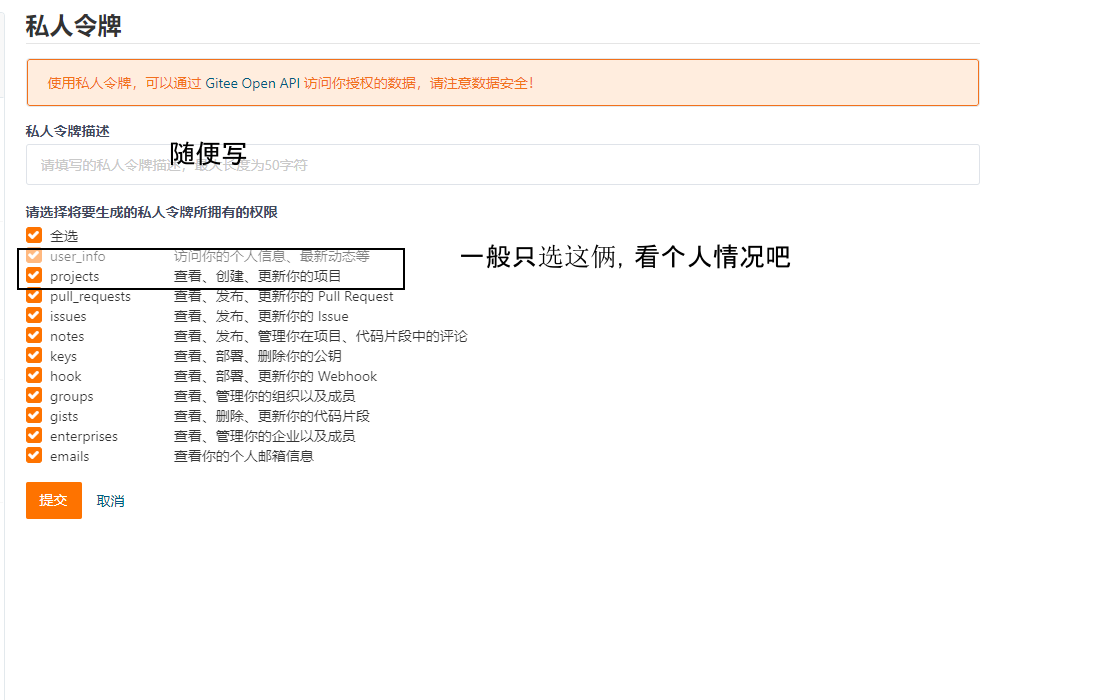 私人令牌
使用私人令牌，可以通过 Gitee Open API 访问你授权的数据，请注意数据安全！
私人令牌描述
随便写
请填写的私人令牌描述，最大长度为50字符
请选择将要生成的私人令牌所拥有的权限
全选
user_info 访问你的个人信息、最新动态等
一般只选这俩, 看个人情况吧
projects 查看、创建、更新你的项目
pull_requests 查看、发布、更新你的 Pull Request
issues 查看、发布、更新你的 Issue
notes 查看、发布、管理你在项目、代码片段中的评论
keys 查看、部署、删除你的公钥
hook 查看、部署、更新你的 Webhook
groups 查看、管理你的组织以及成员
gists 查看、删除、更新你的代码片段
enterprises 查看、管理你的企业以及成员
emails 查看你的个人邮箱信息
提交 取消